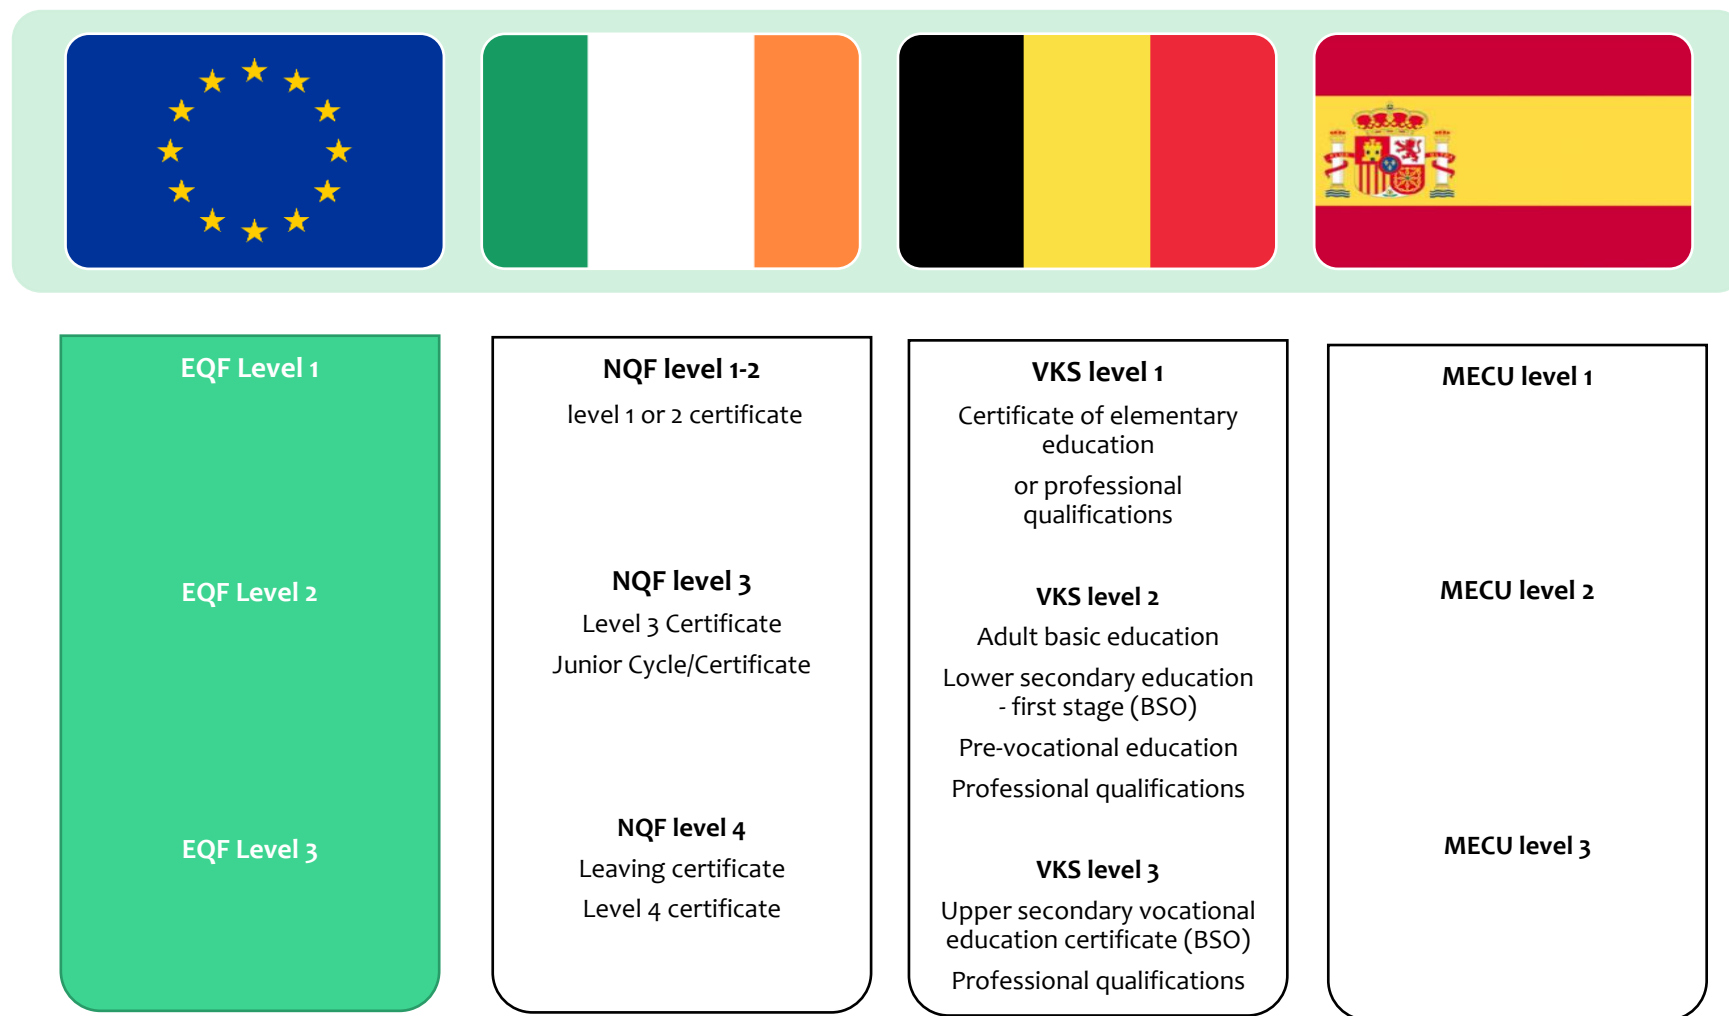 EQF Level 1
EQF Level 2
EQF Level 3
NQF level 1-2
level 1 or 2 certificate
NQF level 3
Level 3 Certificate
Junior Cycle/Certificate
NQF level 4
Leaving certificate
Level 4 certificate
VKS level 1
Certificate of elementary
education
or professional
qualifications
VKS level 2
Adult basic education
Lower secondary education
- first stage (BSO)
Pre-vocational education
Professional qualifications
VKS level 3
Upper secondary vocational
education certificate (BSO)
Professional qualifications
MECU level 1
MECU level 2
MECU level 3